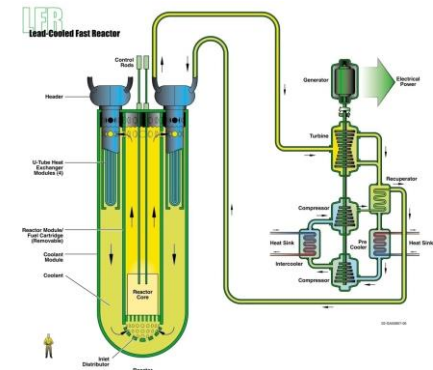 LFR
Lead-Cooled Fast Reactor
Control
Rods
Header
Generator
Electrical
Power
Turbine
U-Tube Heat
Exchanger
Modules (4)
Recuperator
Compressor
Reactor Module/
Fuel Cartridge
(Removable)
Heat Sink
Pre
Cooler
Heat Sink
Coolant
Module
Intercooler
Coolant
Compressor
Reactor
Core
Inlet
Distributor
Reactor